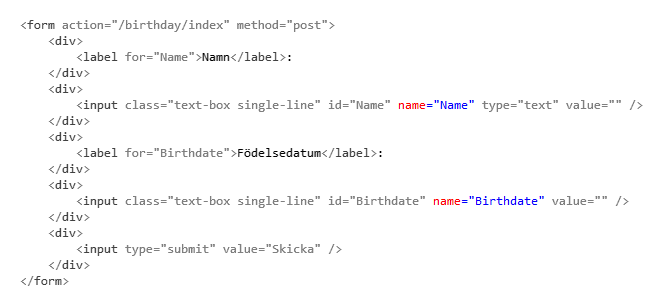 <form action="/birthday/index" method="post">
    <div>
        <label for="Name">Namn</label>:
    </div>
    <div>
        <input class="text-box single-line" id="Name" name="Name" type="text" value="" />
    </div>
    <div>
        <label for="Birthdate">Födelsedatum</label>:
    </div>
    <div>
        <input class="text-box single-line" id="Birthdate" name="Birthdate" value="" />
    </div>
    <div>
        <input type="submit" value="Skicka" />
    </div>
</form>